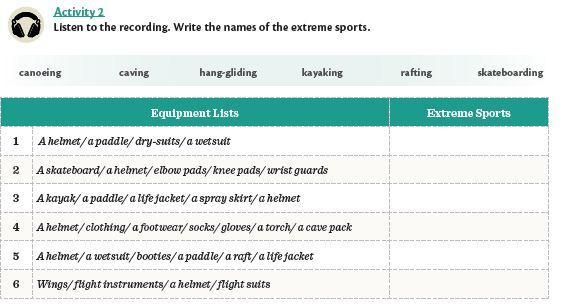 Activity 2
Listen to the recording. Write the names of the extreme sports.
canoeing caving hang-gliding kayaking rafting skateboarding
Equipment Lists Extreme Sports
1 A helmet/ a paddle/ dry-suits/ a wetsuit
2 A skateboard/ a helmet/ elbow pads/ knee pads/ wrist guards
3 A kayak/ a paddle/ a life jacket/ a spray skirt/ a helmet
4 A helmet/ clothing/ a footwear/ socks/ gloves/ a torch/ a cave pack
5 A helmet/ a wetsuit/ booties/ a paddle/ a raft/ a life jacket
6 Wings/ flight instruments/ a helmet/ flight suits